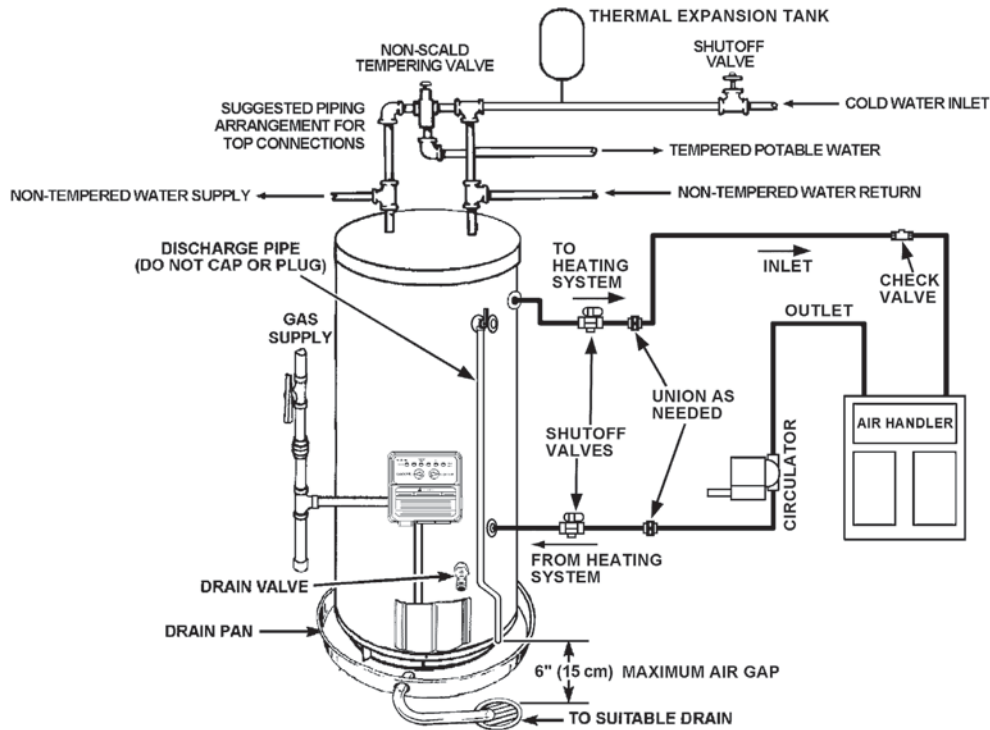 THERMAL EXPANSION TANK
NON-SCALD
TEMPERING VALVE
SHUTOFF
VALVE
SUGGESTED PIPING
ARRANGEMENT FOR
TOP CONNECTIONS
COLD WATER INLET
TEMPERED POTABLE WATER
NON-TEMPERED WATER SUPPLY
NON-TEMPERED WATER RETURN
DISCHARGE PIPE
(DO NOT CAP OR PLUG)
TO
HEATING
SYSTEM
INLET
CHECK
VALVE
GAS
SUPPLY
OUTLET
UNION AS
NEEDED
AIR HANDLER
SHUTOFF
VALVES
CIRCULATOR
FROM HEATING
SYSTEM
DRAIN VALVE
DRAIN PAN
6" (15 cm) MAXIMUM AIR GAP
TO SUITABLE DRAIN